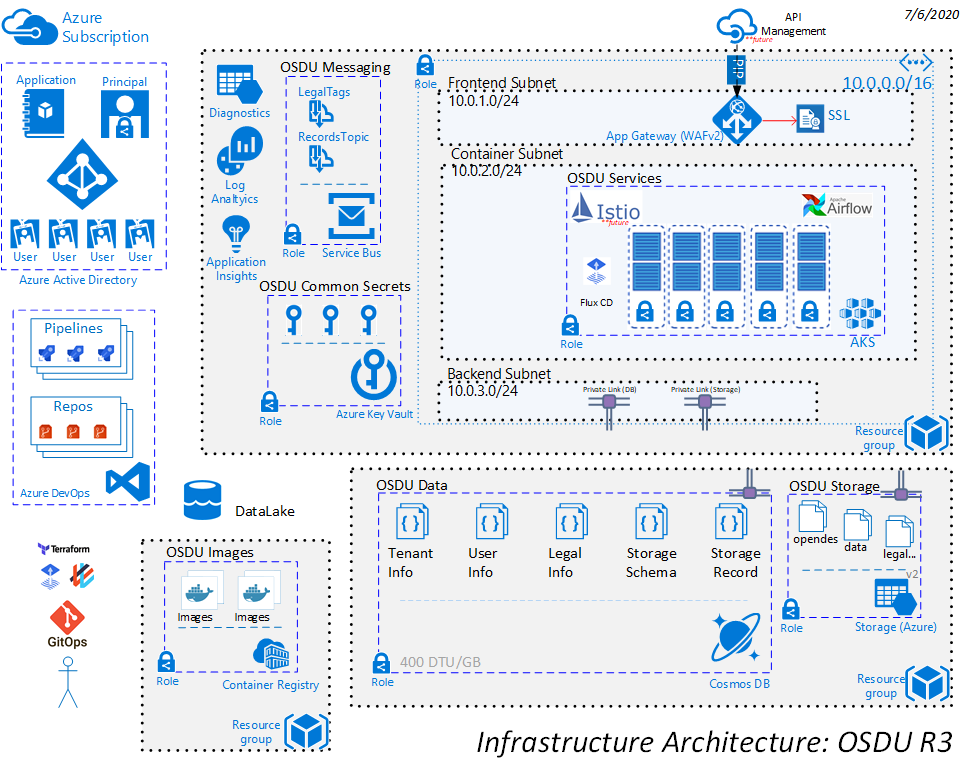 Azure
Subscription
7/6/2020
API
Management
**future
PIP
Application
Principal
User
User
User
User
Azure Active Directory
Diagnostics
Log
Analtyics
Application
Insights
OSDU Messaging
LegalTags
RecordsTopic
Role
Service Bus
OSDU Common Secrets
Role
Azure Key Vault
Role
10.0.0.0/16
Frontend Subnet
10.0.1.0/24
App Gateway (WAFv2)
SSL
Container Subnet
10.0.2.0/24
OSDU Services
Istio
**future
Apache
Airflow
Flux CD
Role
AKS
Backend Subnet
10.0.3.0/24
Private Link (DB)
Private Link (Storage)
Resource
group
Pipelines
Repos
Azure DevOps
DataLake
Terraform
GitOps
OSDU Images
Images
Images
Role
Container Registry
Resource
group
OSDU Data
Tenant
Info
User
Info
Legal
Info
Storage
Schema
Storage
Record
400 DTU/GB
Role
Cosmos DB
OSDU Storage
opendes
data
legal...
v2
Role
Storage (Azure)
Resource
group
Infrastructure Architecture: OSDU R3